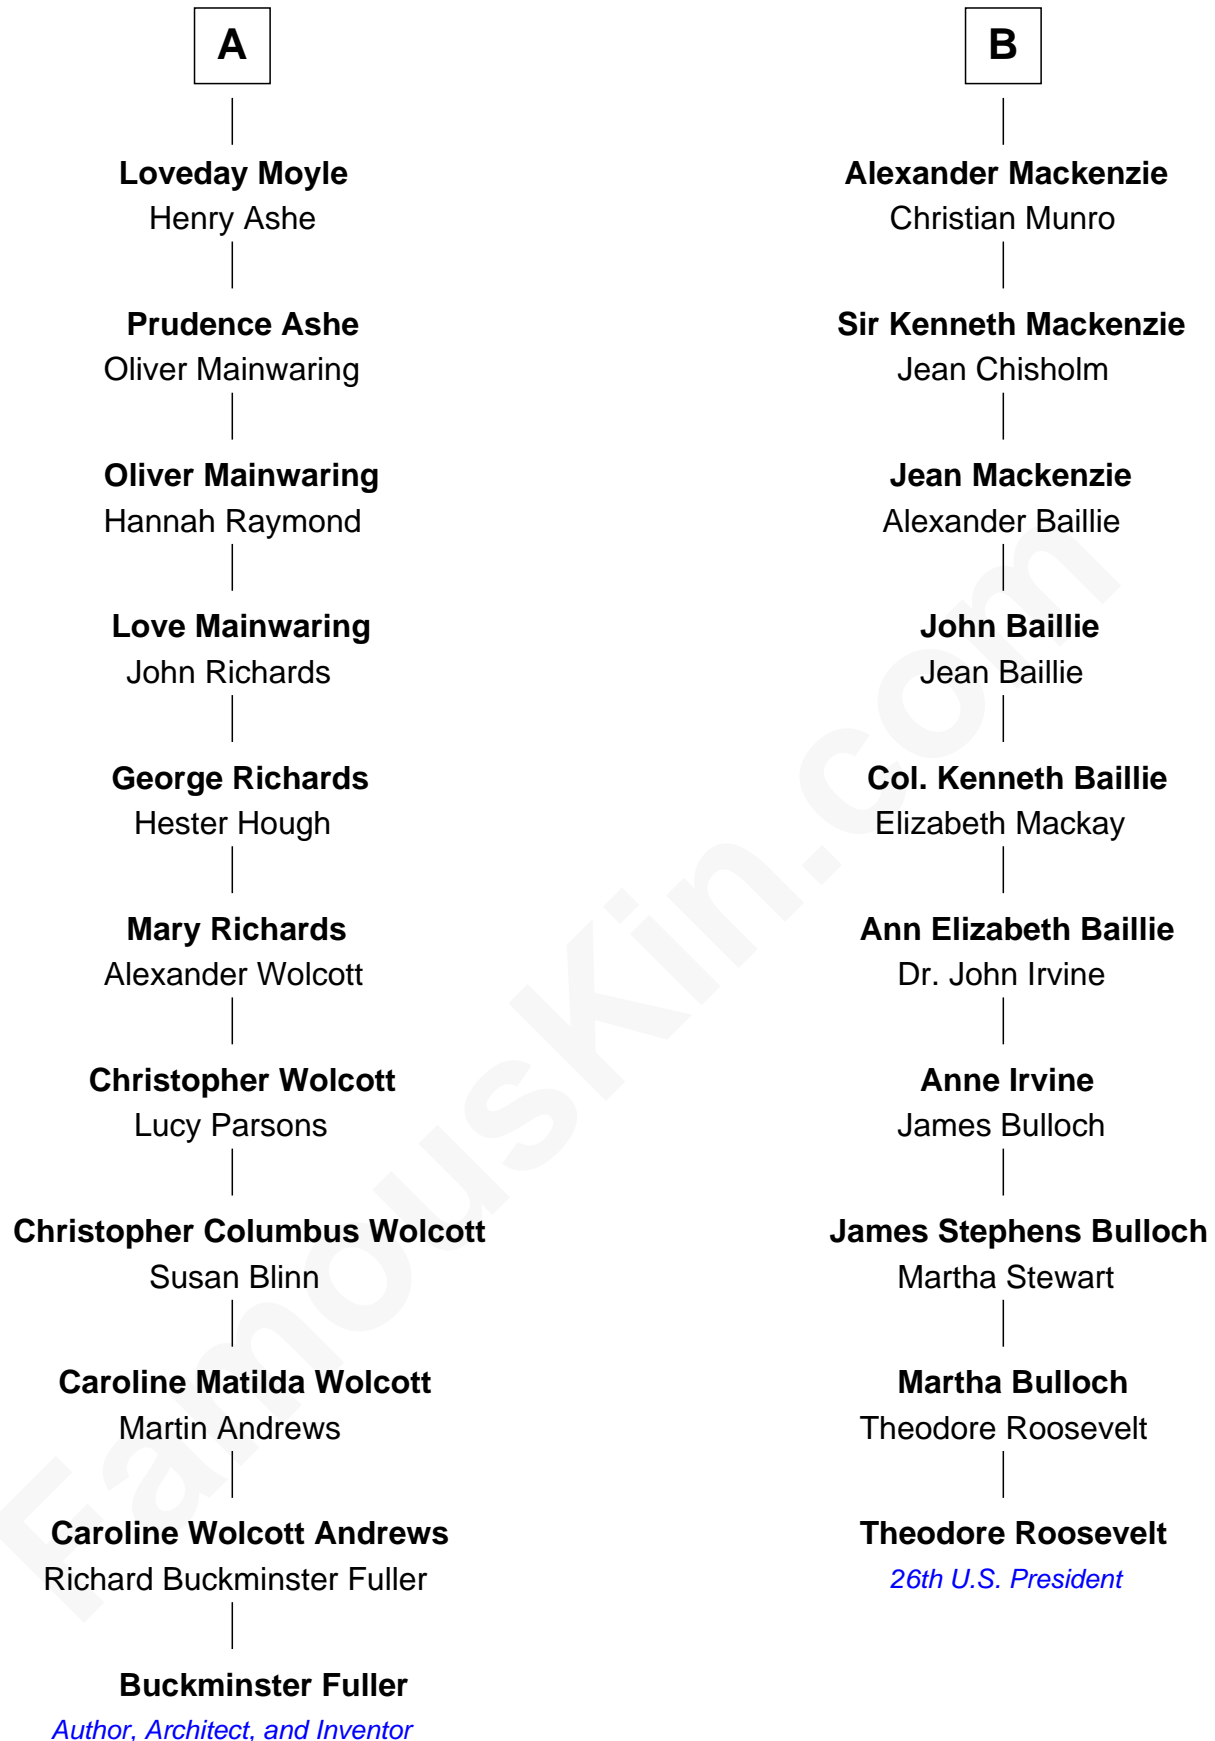 A
Loveday Moyle
Henry Ashe
Prudence Ashe
Oliver Mainwaring
Oliver Mainwaring
Hannah Raymond
Love Mainwaring
John Richards
George Richards
Hester Hough
Mary Richards
Alexander Wolcott
Christopher Wolcott
Lucy Parsons
Christopher Columbus Wolcott
Susan Blinn
Caroline Matilda Wolcott
Martin Andrews
Caroline Wolcott Andrews
Richard Buckminster Fuller
Buckminster Fuller
Author, Architect, and Inventor
B
Alexander Mackenzie
Christian Munro
Sir Kenneth Mackenzie
Jean Chisholm
Jean Mackenzie
Alexander Baillie
John Baillie
Jean Baillie
Col. Kenneth Baillie
Elizabeth Mackay
Ann Elizabeth Baillie
Dr. John Irvine
Anne Irvine
James Bulloch
James Stephens Bulloch
Martha Stewart
Martha Bulloch
Theodore Roosevelt
Theodore Roosevelt
26th U.S. President
FamousKin.com